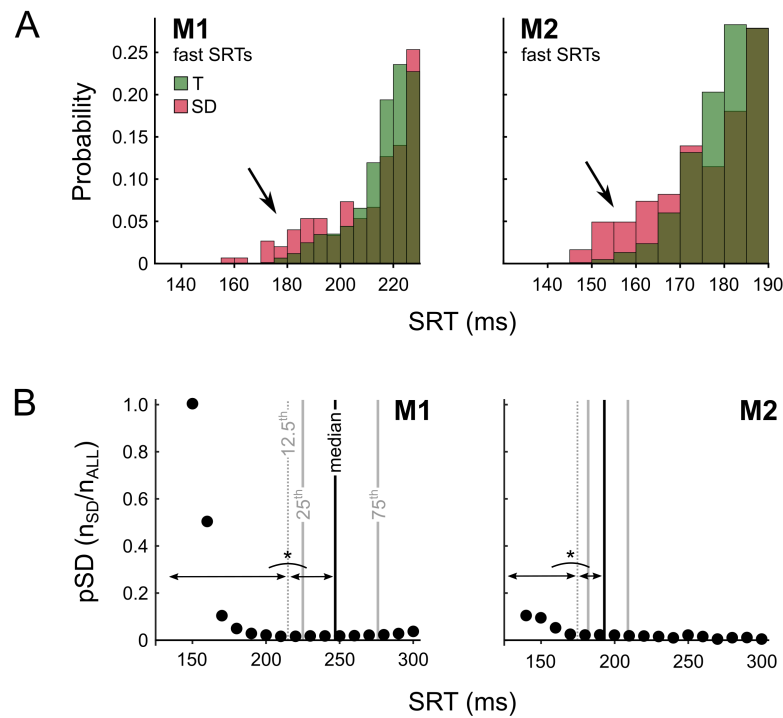 A
M1
fast SRTs
T
SD
M2
fast SRTs
Probability
0.25
0.20
0.15
0.10
0.05
0
140 160 180 200 220
140 150 160 170 180 190
SRT (ms)
B
M1
M2
pSD (nSD/nALL)
1.0
0.8
0.6
0.4
0.2
0
12.5th
25th
median
75th
*
*
150 200 250 300
150 200 250 300
SRT (ms)